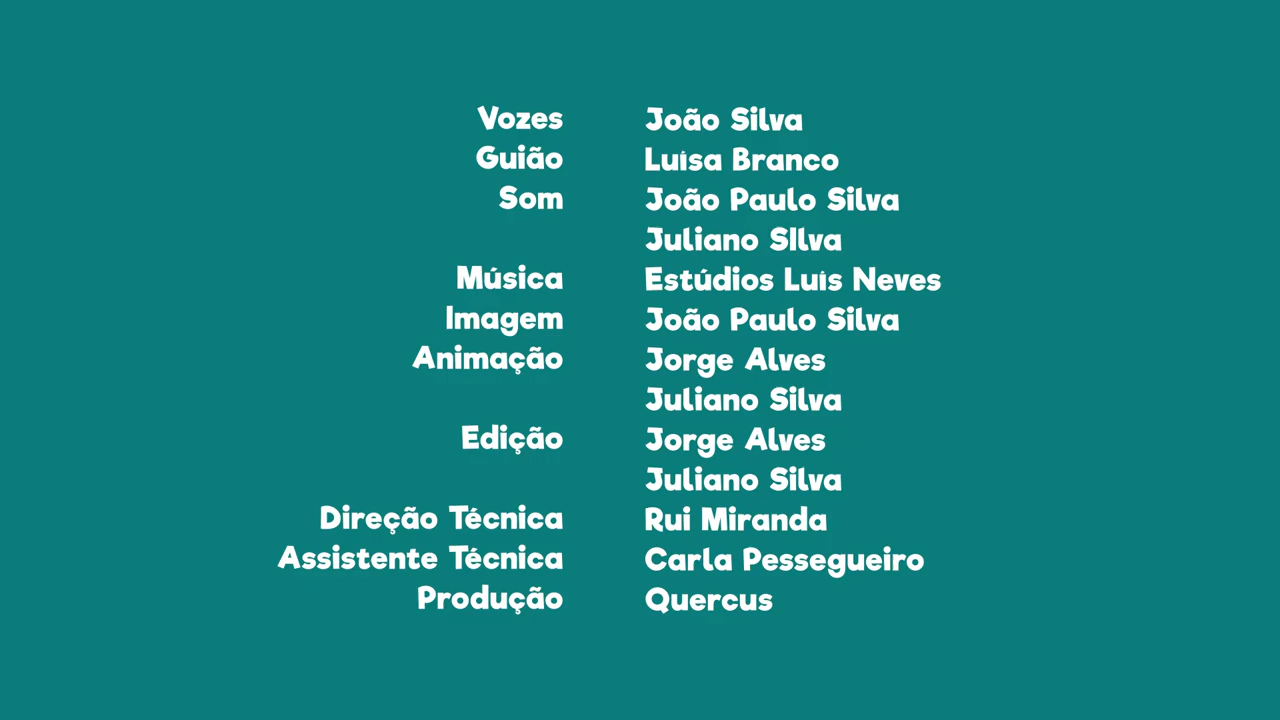 Vozes João Silva
Guião Luísa Branco
Som João Paulo Silva
Juliano SIlva
Música Estúdios Luís Neves
Imagem João Paulo Silva
Animação Jorge Alves
Juliano Silva
Edição Jorge Alves
Juliano Silva
Direção Técnica Rui Miranda
Assistente Técnica Carla Pessegueiro
Produção Quercus